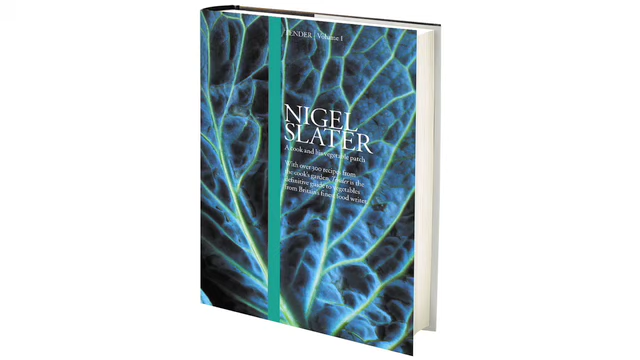 TENDER | Volume I
NIGEL
SLATER
A cook and his vegetable patch
With over 300 recipes from
the cook's garden, Tender is the
definitive guide to vegetables
from Britain's finest food writer.